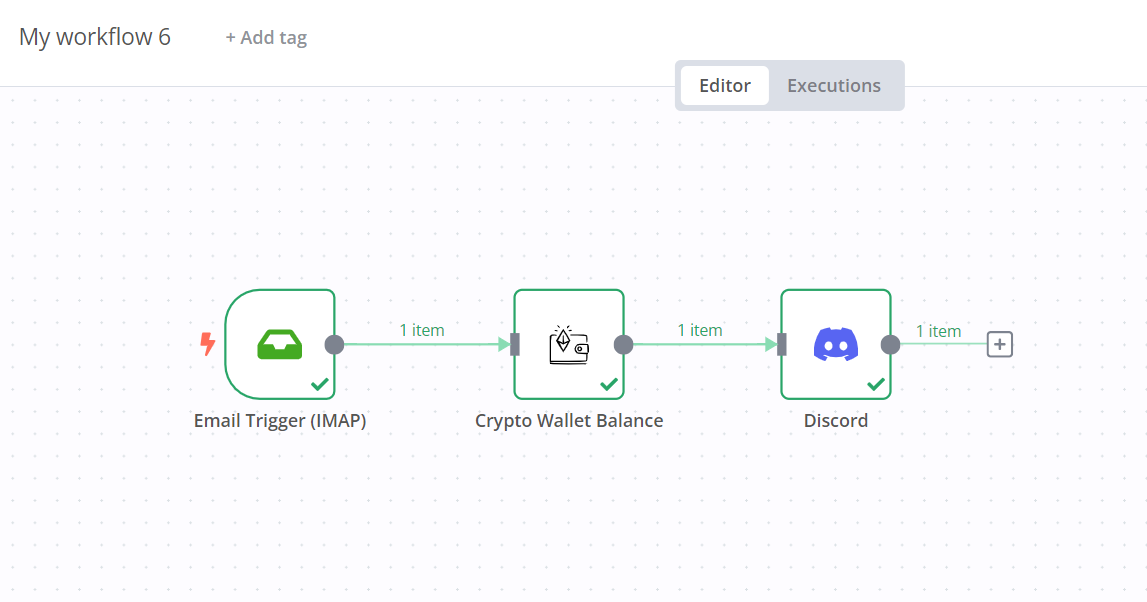 My workflow 6
+ Add tag
Editor
Executions
1 item
1 item
1 item
Email Trigger (IMAP)
Crypto Wallet Balance
Discord